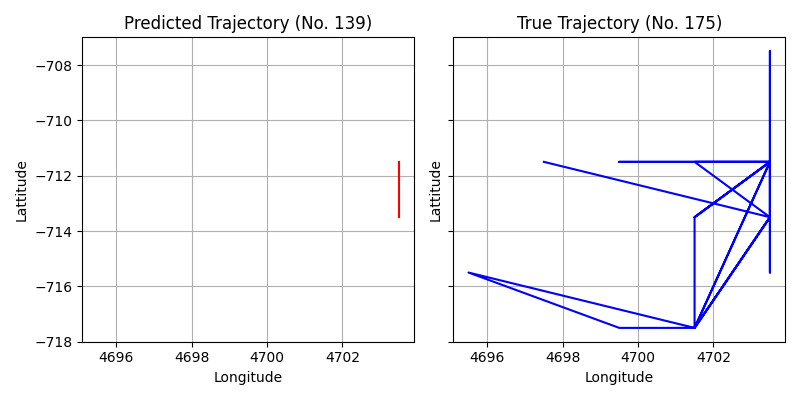 Predicted Trajectory (No. 139)
True Trajectory (No. 175)
Lattitude
−708
−710
−712
−714
−716
−718
4696
4698
4700
4702
Longitude
Lattitude
4696
4698
4700
4702
Longitude